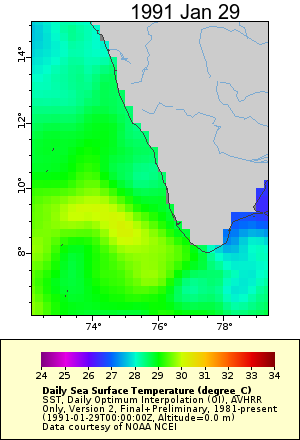 1991 Jan 29
14°
12°
10°
8°
74°
76°
78°
24 25 26 27 28 29 30 31 32 33 34
Daily Sea Surface Temperature (degree_C)
SST, Daily Optimum Interpolation (OI), AVHRR
Only, Version 2, Final+Preliminary, 1981-present
(1991-01-29T00:00:00Z, Altitude=0.0 m)
Data courtesy of NOAA NCEI